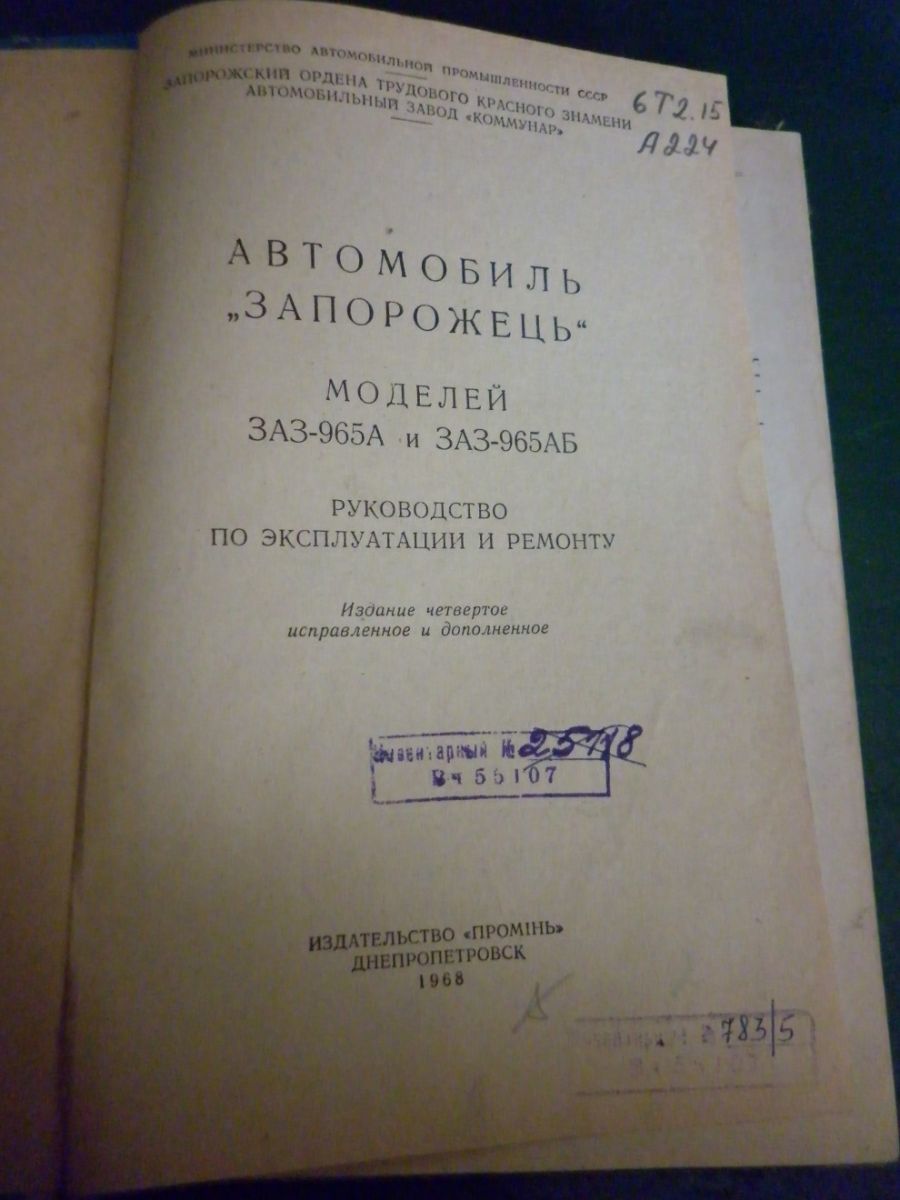 МИНИСТЕРСТВО АВТОМОБИЛЬНОЙ ПРОМЫШЛЕННОСТИ СССР
ЗАПОРОЖСКИЙ ОРДЕНА ТРУДОВОГО КРАСНОГО ЗНАМЕНИ
АВТОМОБИЛЬНЫЙ ЗАВОД «КОММУНАР»
6Т2.15
А224
АВТОМОБИЛЬ
„ЗАПОРОЖЕЦЬ“
МОДЕЛЕЙ
ЗАЗ-965А и ЗАЗ-965АБ
РУКОВОДСТВО
ПО ЭКСПЛУАТАЦИИ И РЕМОНТУ
Издание четвертое
исправленное и дополненное
Инвентарный №
Вч 55107
ИЗДАТЕЛЬСТВО «ПРОМІНЬ»
ДНЕПРОПЕТРОВСК
1968
783/5